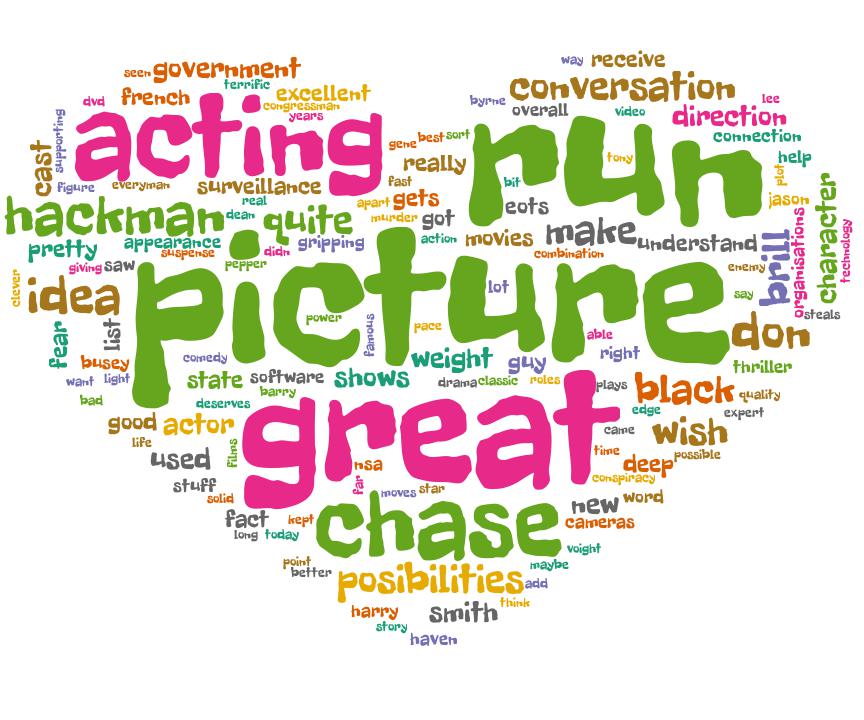 way receive
seen government
terrific
conversation
excellent
french
dvd
congressman
byrne
overall
video
lee
years
direction
supporting
acting
run
connection
gene best sort
cast
really
tony
help
plot
figure everyman surveillance
fast
bit
real
apart gets
eots
jason
character
hackman dean quite
murder
got
make understand
organisations
technology
pretty appearance
gripping
action movies
brill
suspense
didn
combination
giving saw
pepper
enemy
clever
idea
picture
lot
say
steals
list
power
famous
pace
able
don
fear
busey
comedy
weight guy
right
thriller
want light
state software shows
drama classic roles
plays
black quality
bad
barry
deserves
great
edge
expert
good actor
came
wish
life
films
time
possible
used
nsa
deep
stuff
far
conspiracy
solid
moves star
new word
fact kept
chase
cameras
long today
voight
point
maybe
better
posibilities add
think
harry smith
story
haven